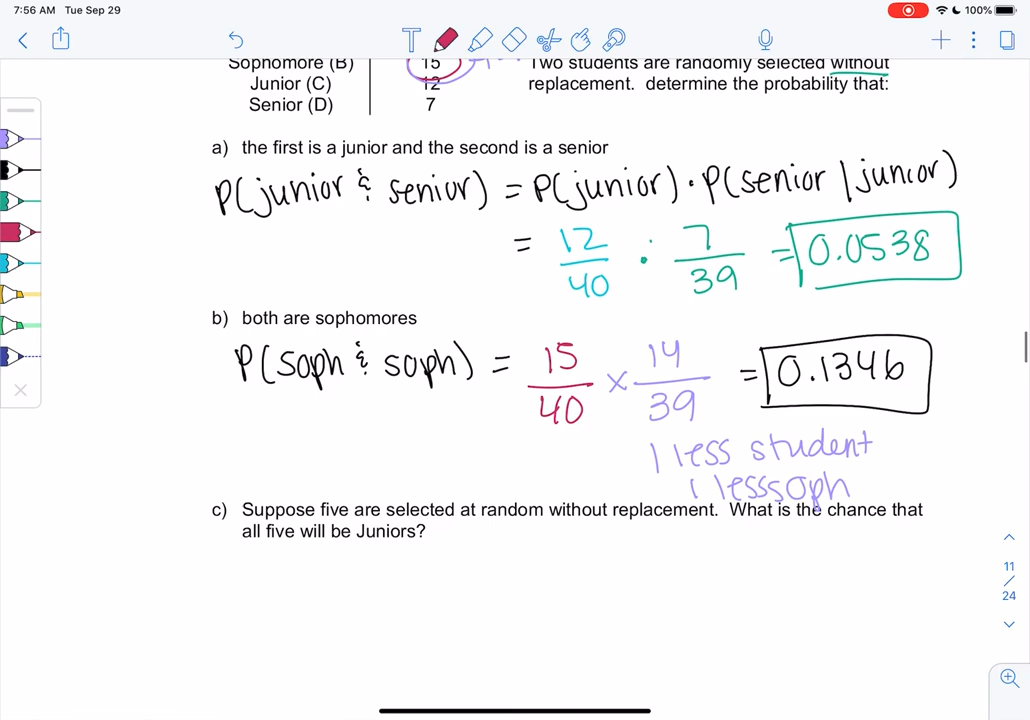 7:56 AM Tue Sep 29
100%
T
Sophomore (B) 15 Two students are randomly selected without
Junior (C) 12 replacement. determine the probability that:
Senior (D) 7
a) the first is a junior and the second is a senior
P(junior & senior) = P(junior) · P(senior | junior)
= 12/40 · 7/39 = 0.0538
b) both are sophomores
P(soph & soph) = 15/40 x 14/39 = 0.1346
1 less student
1 less soph
c) Suppose five are selected at random without replacement. What is the chance that
all five will be Juniors?
11
/
24